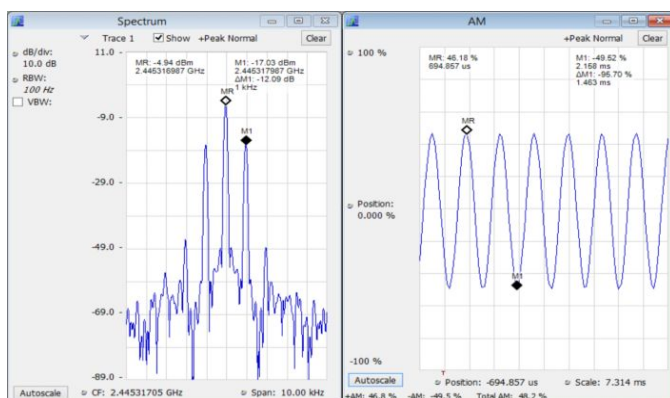 Spectrum
dB/div:
10.0 dB
RBW:
100 Hz
VBW:
Trace 1
Show
+Peak Normal
Clear
11.0
-9.0
-29.0
-49.0
-69.0
-89.0
MR: -4.94 dBm
2.445316987 GHz
M1: -17.03 dBm
2.445317987 GHz
ΔM1: -12.09 dB
1 kHz
MR
M1
Autoscale
CF: 2.44531705 GHz
Span: 10.00 kHz
AM
+Peak Normal
Clear
100 %
Position:
0.000 %
-100 %
MR: 46.18 %
694.857 us
M1: -49.52 %
2.158 ms
ΔM1: -95.70 %
1.463 ms
MR
M1
T
Autoscale
Position: -694.857 us
Scale: 7.314 ms
+AM: 46.8 %
-AM: -49.5 %
Total AM: 48.2 %